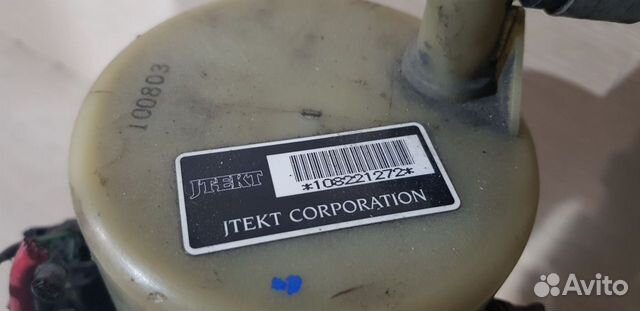 100803
JTEKT
*108221272*
JTEKT CORPORATION
Avito